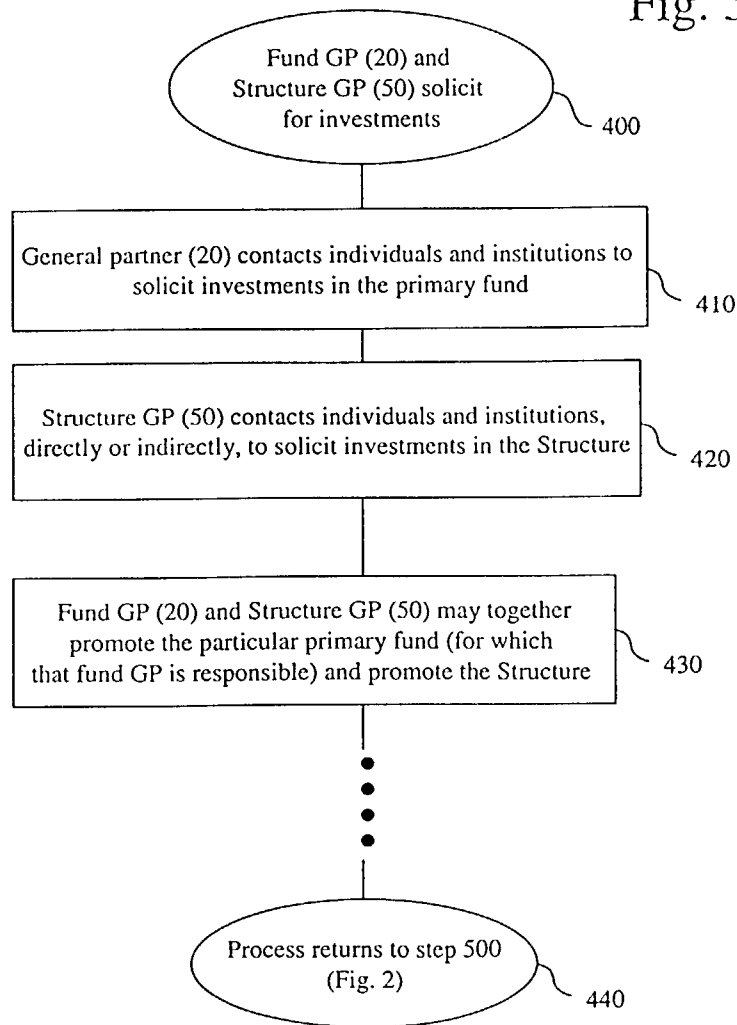 Fig.
Fund GP (20) and
Structure GP (50) solicit
for investments
400
General partner (20) contacts individuals and institutions to
solicit investments in the primary fund
410
Structure GP (50) contacts individuals and institutions,
directly or indirectly, to solicit investments in the Structure
420
Fund GP (20) and Structure GP (50) may together
promote the particular primary fund (for which
that fund GP is responsible) and promote the Structure
430
Process returns to step 500
(Fig. 2)
440